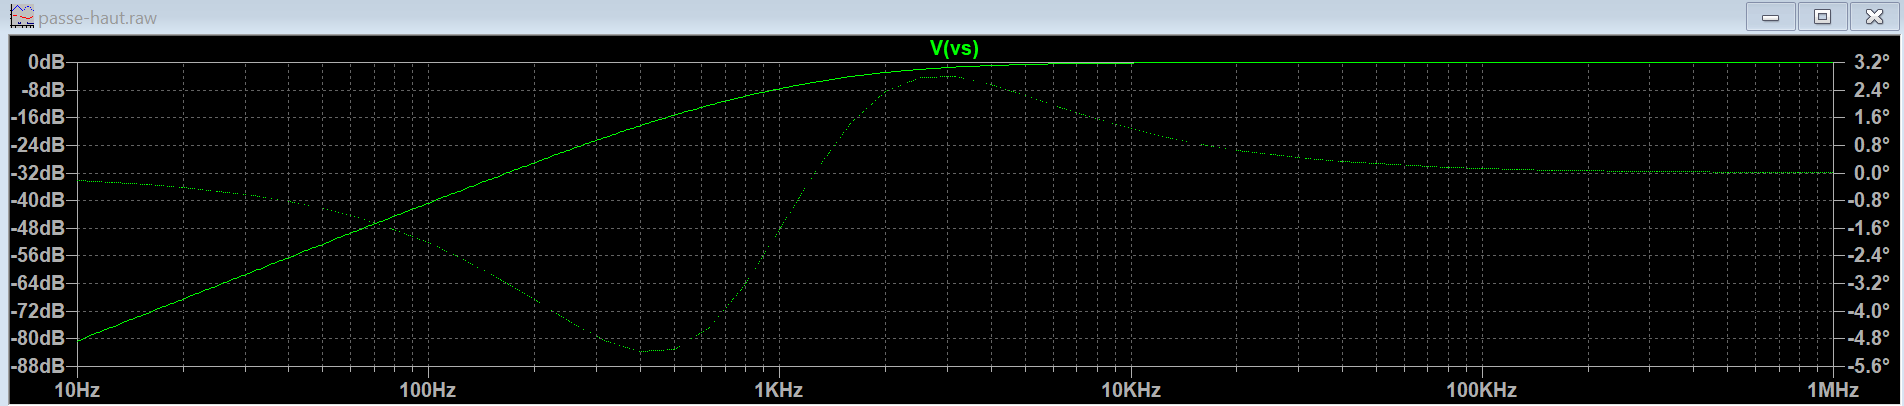 passe-haut.raw
V(vs)
0dB
-8dB
-16dB
-24dB
-32dB
-40dB
-48dB
-56dB
-64dB
-72dB
-80dB
-88dB
3.2°
2.4°
1.6°
0.8°
0.0°
-0.8°
-1.6°
-2.4°
-3.2°
-4.0°
-4.8°
-5.6°
10Hz 100Hz 1KHz 10KHz 100KHz 1MHz